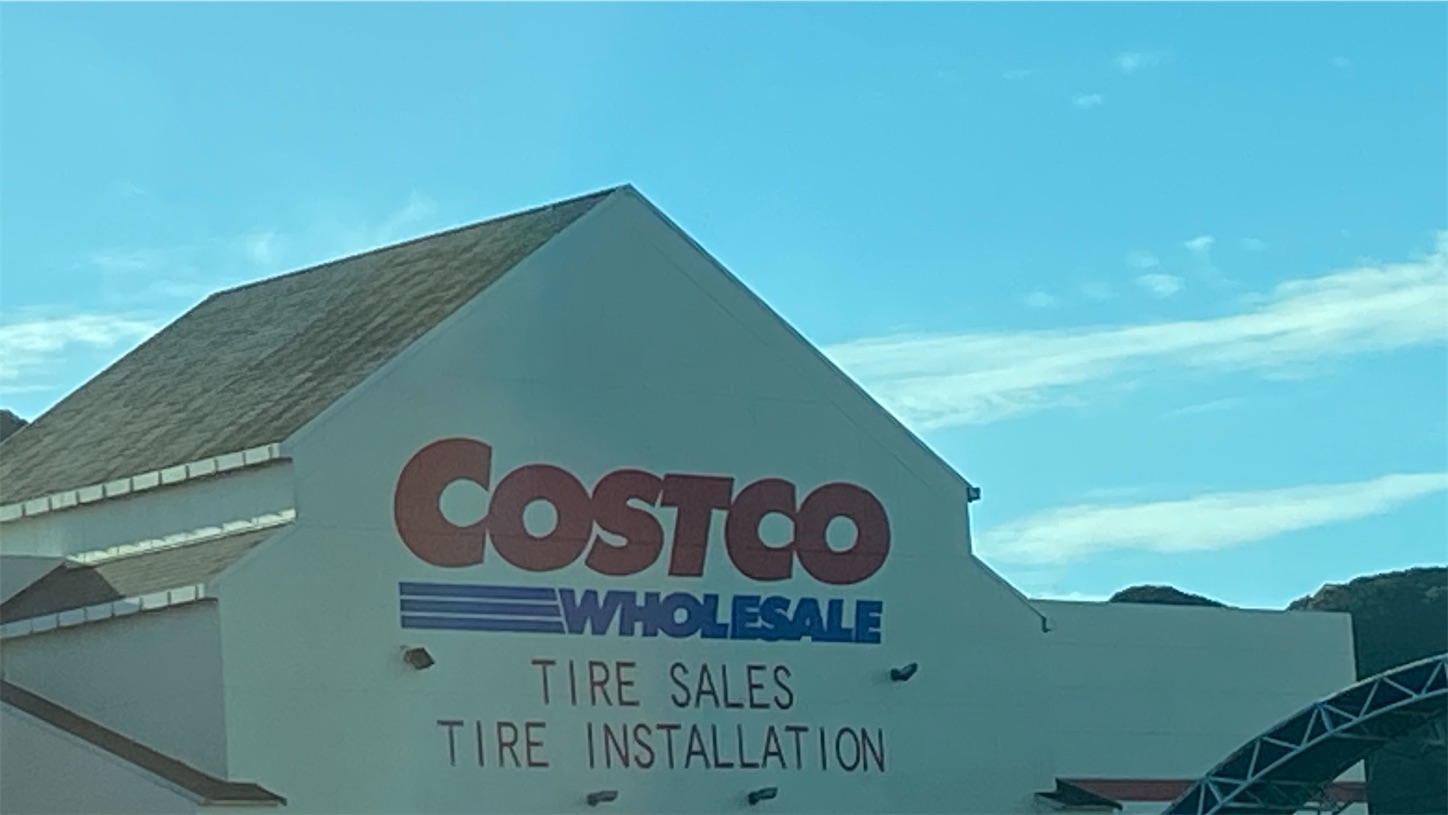 COSTCO
WHOLESALE
TIRE SALES
TIRE INSTALLATION